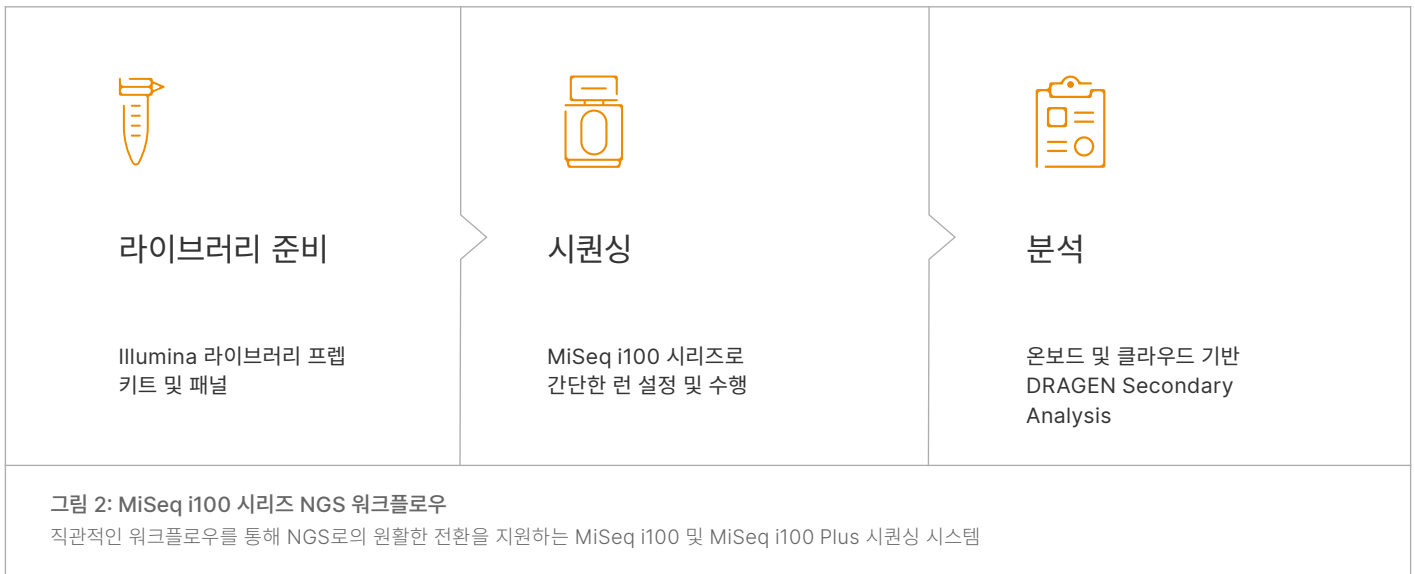 라이브러리 준비
Illumina 라이브러리 프렙
키트 및 패널
시퀀싱
MiSeq i100 시리즈로
간단한 런 설정 및 수행
분석
온보드 및 클라우드 기반
DRAGEN Secondary
Analysis
그림 2: MiSeq i100 시리즈 NGS 워크플로우
직관적인 워크플로우를 통해 NGS로의 원활한 전환을 지원하는 MiSeq i100 및 MiSeq i100 Plus 시퀀싱 시스템